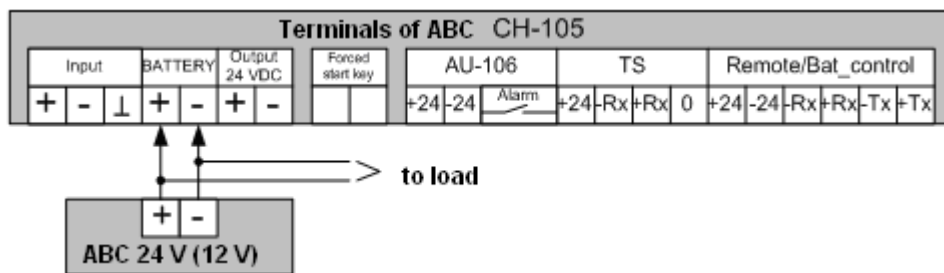 Terminals of ABC CH-105
Input BATTERY Output 24 VDC Forced start key AU-106 TS Remote/Bat_control
+ - ⊥ + - + - +24 -24 Alarm +24 -Rx +Rx 0 +24 -24 -Rx +Rx -Tx +Tx
to load
+ -
ABC 24 V (12 V)